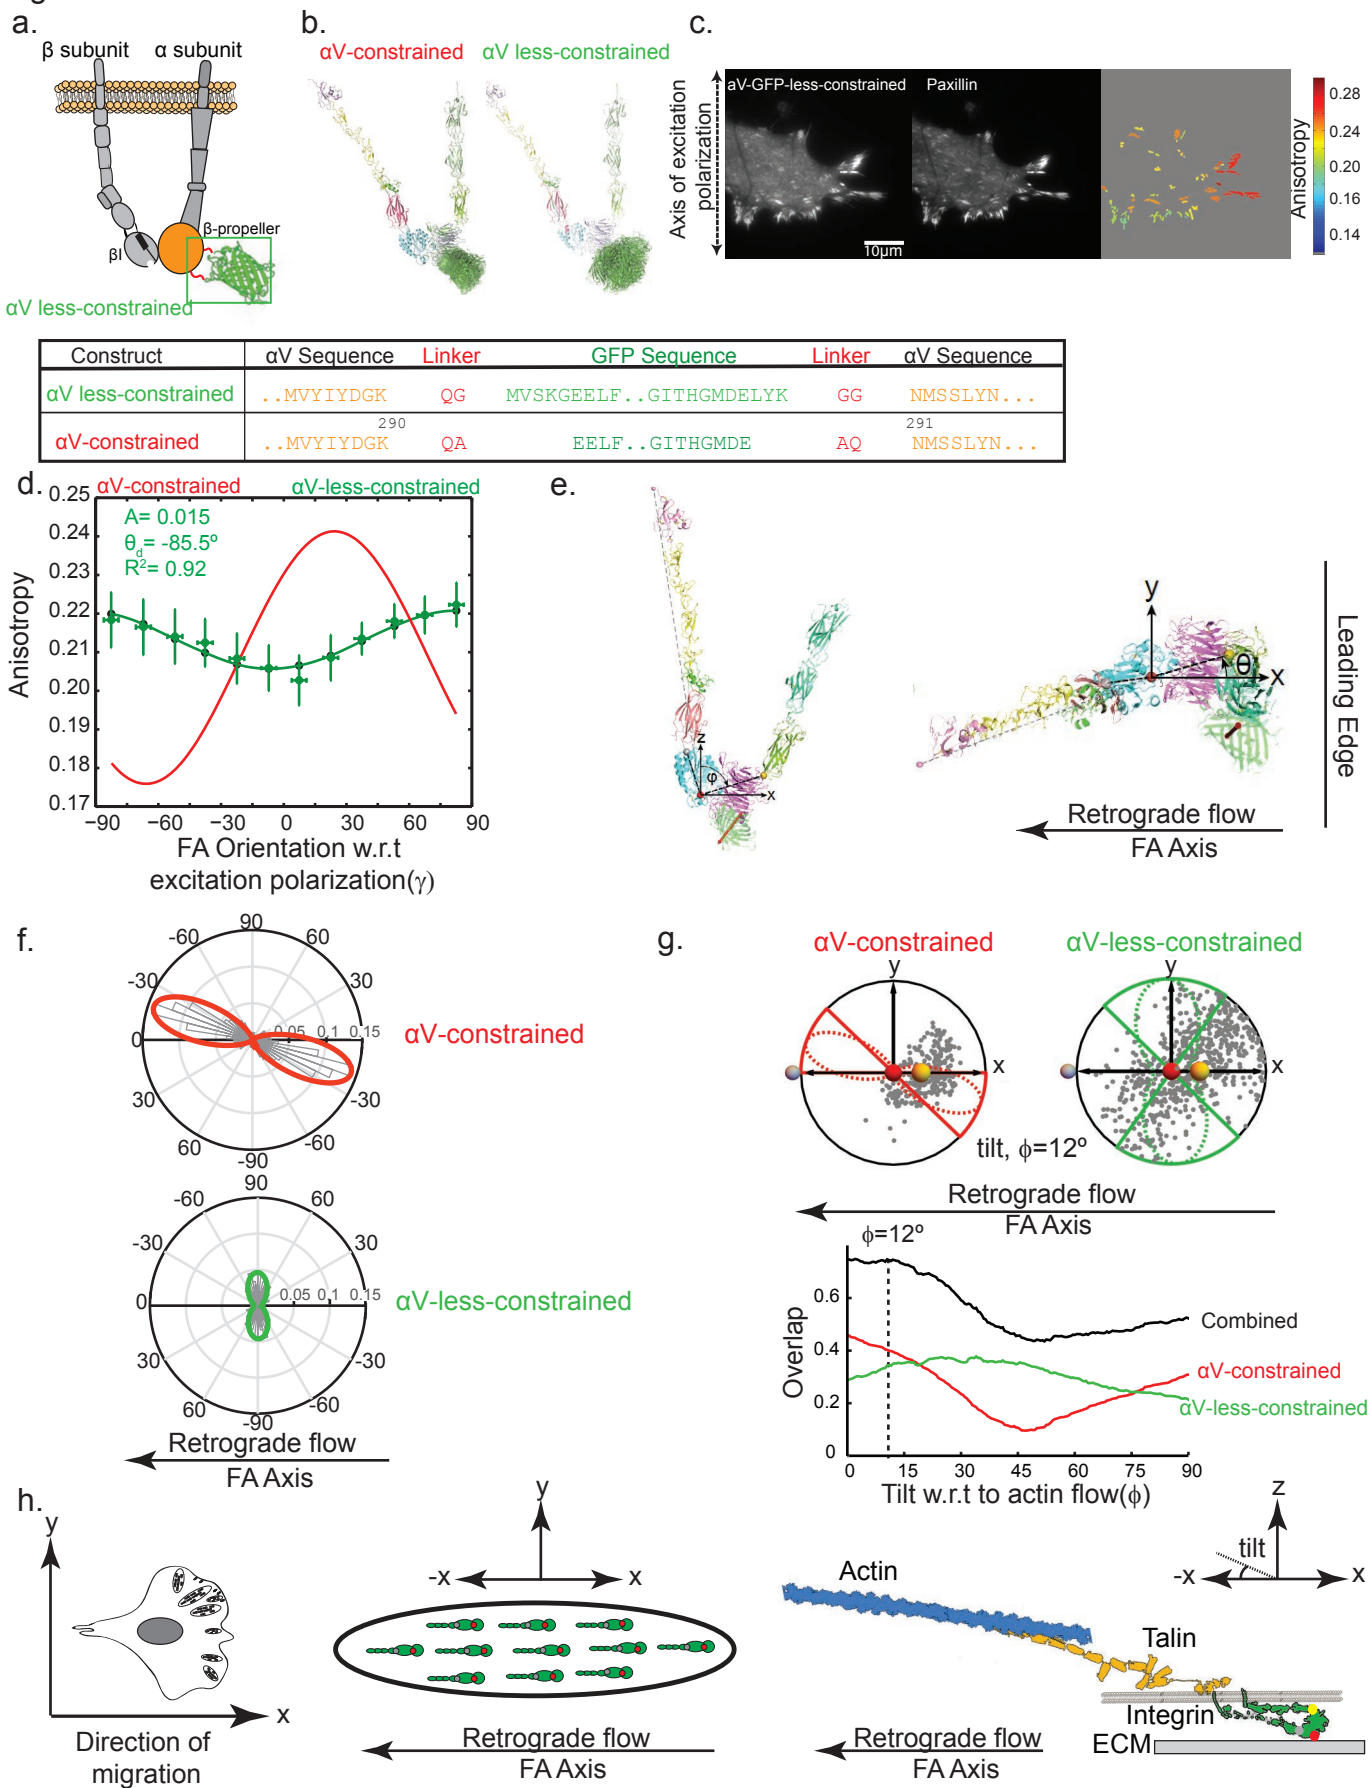 a.
β subunit
α subunit
βI
β-propeller
αV less-constrained
b.
αV-constrained
αV less-constrained
c.
Axis of excitation
polarization
aV-GFP-less-constrained
Paxillin
10µm
Anisotropy
0.28
0.24
0.20
0.16
0.14
Construct αV Sequence Linker GFP Sequence Linker αV Sequence
αV less-constrained ..MVYIYDGK QG MVSKGEELF..GITHGMDELYK GG NMSSLYN...
290 291
αV-constrained ..MVYIYDGK QA EELF..GITHGMDE AQ NMSSLYN...
d.
αV-constrained
αV-less-constrained
A= 0.015
θd= -85.5º
R²= 0.92
Anisotropy
0.25
0.24
0.23
0.22
0.21
0.20
0.19
0.18
0.17
−90 −60 −30 0 30 60 90
FA Orientation w.r.t
excitation polarization(γ)
e.
z
φ
x
y
θ
x
Leading Edge
Retrograde flow
FA Axis
f.
90
-60 60
-30 30
0 0.05 0.1 0.15
30 -30
60 -60
-90
αV-constrained
90
-60 60
-30 30
0 0.05 0.1 0.15
30 -30
60 -60
-90
αV-less-constrained
Retrograde flow
FA Axis
g.
αV-constrained
αV-less-constrained
y
x
y
x
tilt, ϕ=12º
Retrograde flow
FA Axis
ϕ=12º
Overlap
0.6
0.4
0.2
0
0 15 30 45 60 75 90
Combined
αV-constrained
αV-less-constrained
Tilt w.r.t to actin flow(ϕ)
h.
y
x
Direction of
migration
y
-x x
Retrograde flow
FA Axis
z
tilt
-x x
Actin
Talin
Integrin
ECM
Retrograde flow
FA Axis